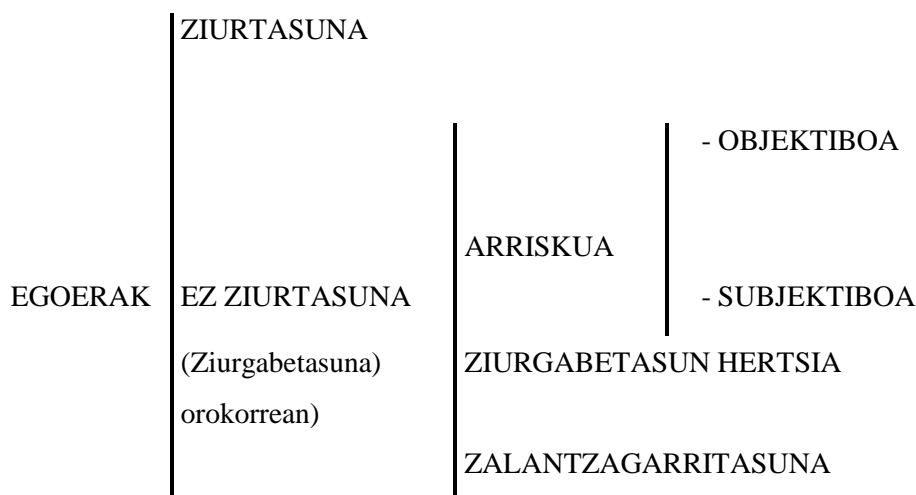 ZIURTASUNA
- OBJEKTIBOA
ARRISKUA
EGOERAK EZ ZIURTASUNA - SUBJEKTIBOA
(Ziurgabetasuna) ZIURGABETASUN HERTSIA
orokorrean)
ZALANTZAGARRITASUNA